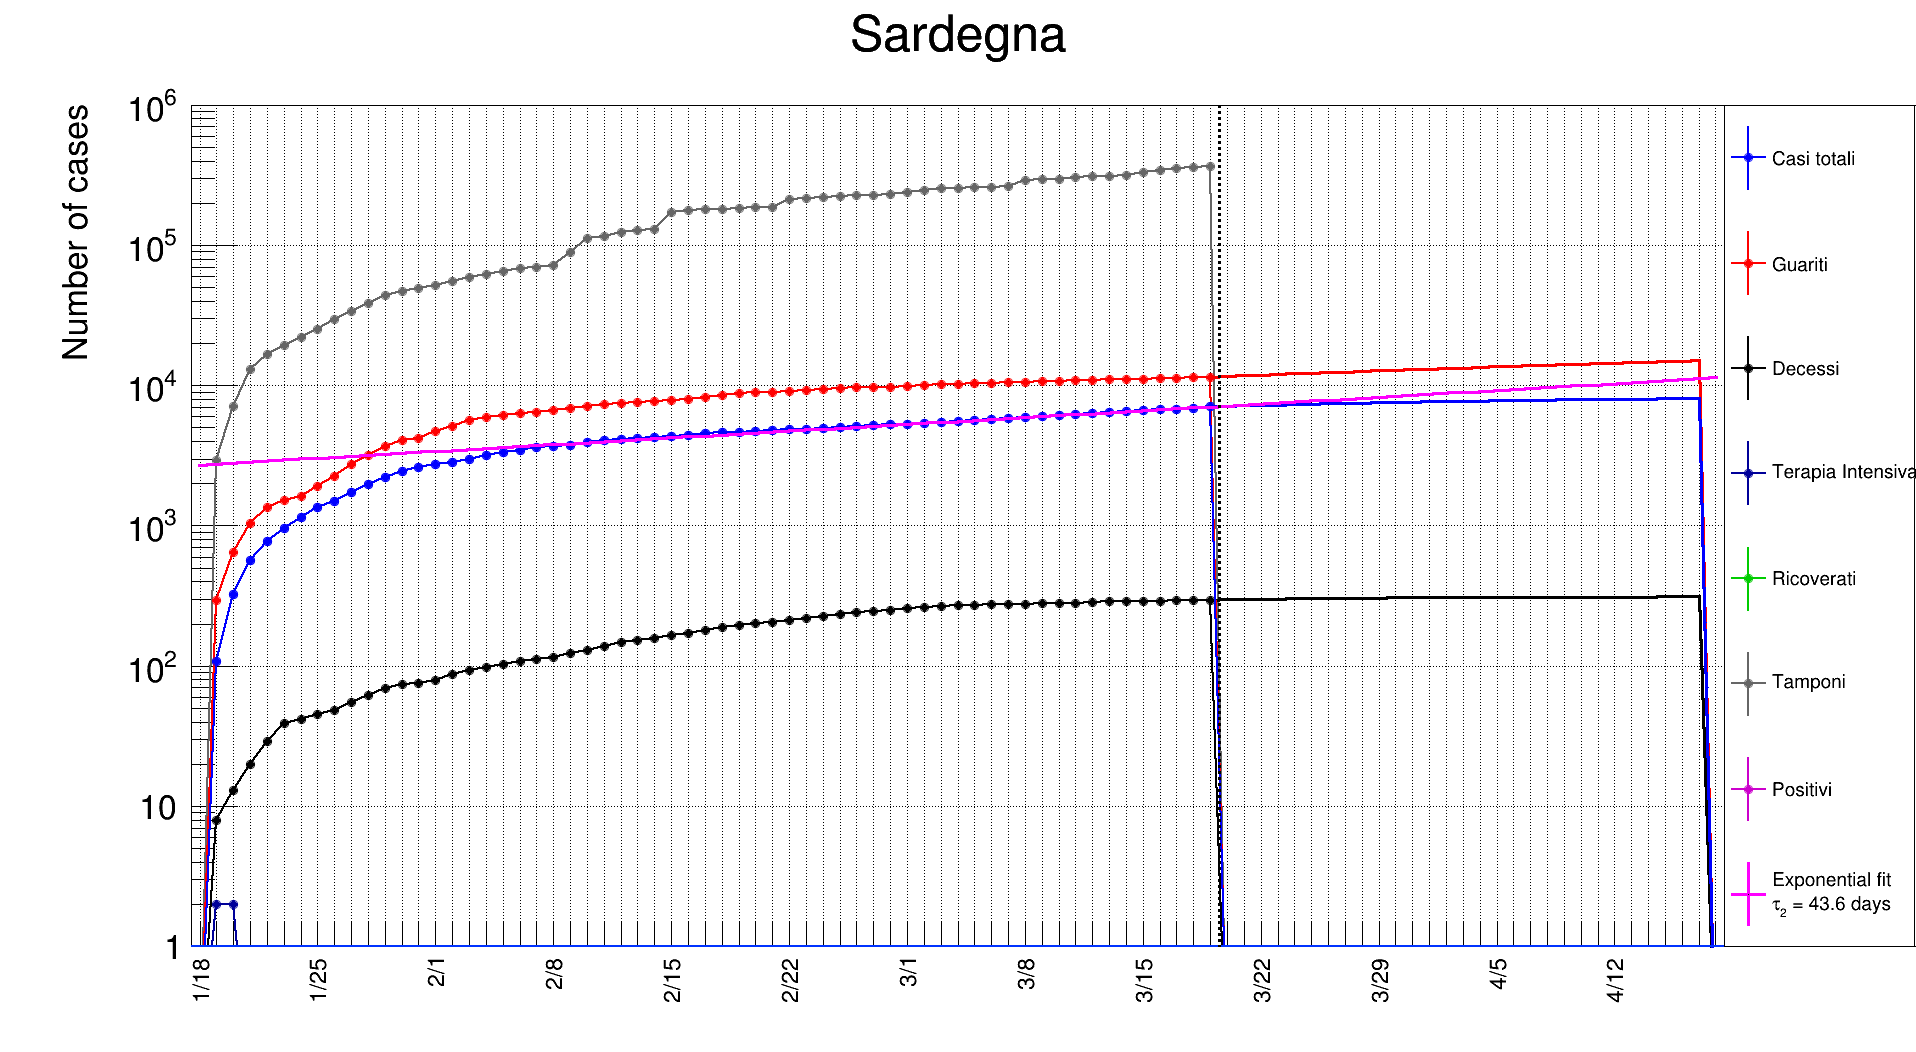 Sardegna
Number of cases
10^6
10^5
10^4
10^3
10^2
10
1
1/18
1/25
2/1
2/8
2/15
2/22
3/1
3/8
3/15
3/22
3/29
4/5
4/12
Casi totali
Guariti
Decessi
Terapia Intensiva
Ricoverati
Tamponi
Positivi
Exponential fit
τ_2 = 43.6 days